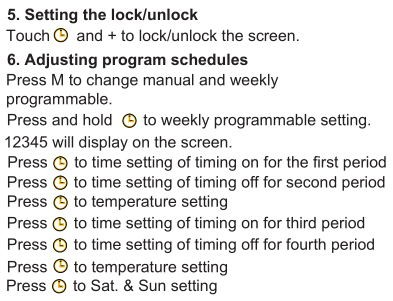 5. Setting the lock/unlock
Touch and + to lock/unlock the screen.
6. Adjusting program schedules
Press M to change manual and weekly
programmable.
Press and hold to weekly programmable setting.
12345 will display on the screen.
Press to time setting of timing on for the first period
Press to time setting of timing off for second period
Press to temperature setting
Press to time setting of timing on for third period
Press to time setting of timing off for fourth period
Press to temperature setting
Press to Sat. & Sun setting